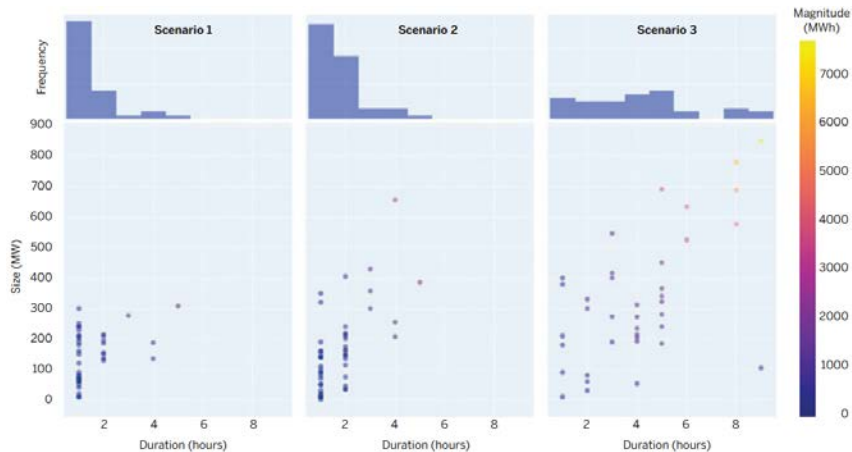 Magnitude
(MWh)
Scenario 1
Scenario 2
Scenario 3
Frequency
7000
6000
5000
4000
3000
2000
1000
0
900
800
700
600
500
400
300
200
100
0
Size (MW)
2 4 6 8
2 4 6 8
2 4 6 8
Duration (hours)
Duration (hours)
Duration (hours)